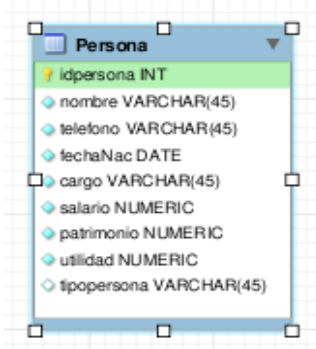 Persona
idpersona INT
nombre VARCHAR(45)
telefono VARCHAR(45)
fechaNac DATE
cargo VARCHAR(45)
salario NUMERIC
patrimonio NUMERIC
utilidad NUMERIC
tipopersona VARCHAR(45)